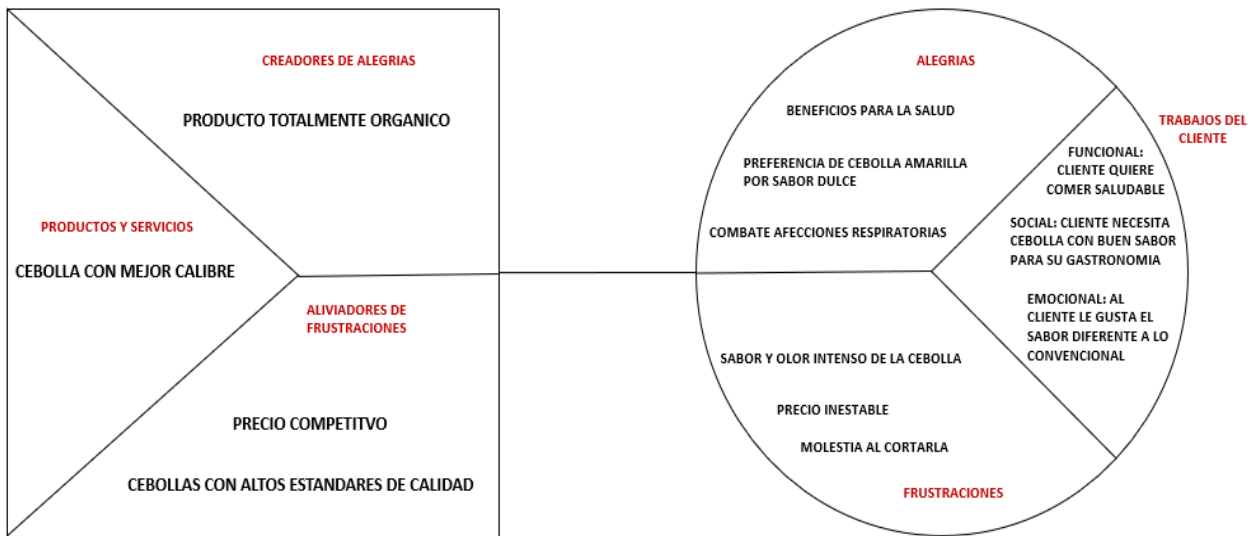 CREADORES DE ALEGRIAS
PRODUCTO TOTALMENTE ORGANICO
PRODUCTOS Y SERVICIOS
CEBOLLA CON MEJOR CALIBRE
ALIVIADORES DE
FRUSTRACIONES
PRECIO COMPETITVO
CEBOLLAS CON ALTOS ESTANDARES DE CALIDAD
ALEGRIAS
BENEFICIOS PARA LA SALUD
PREFERENCIA DE CEBOLLA AMARILLA
POR SABOR DULCE
COMBATE AFECCIONES RESPIRATORIAS
TRABAJOS DEL
CLIENTE
FUNCIONAL:
CLIENTE QUIERE
COMER SALUDABLE
SOCIAL: CLIENTE NECESITA
CEBOLLA CON BUEN SABOR
PARA SU GASTRONOMIA
EMOCIONAL: AL
CLIENTE LE GUSTA EL
SABOR DIFERENTE A LO
CONVENCIONAL
SABOR Y OLOR INTENSO DE LA CEBOLLA
PRECIO INESTABLE
MOLESTIA AL CORTARLA
FRUSTRACIONES